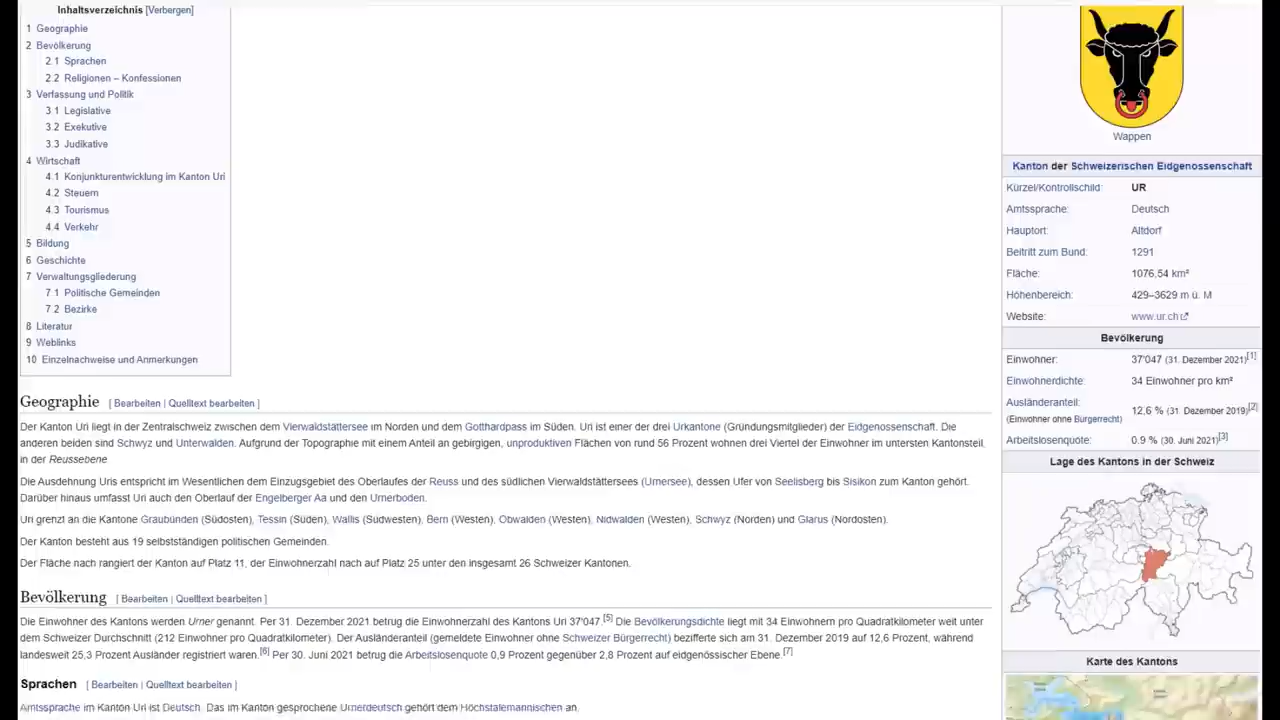 Inhaltsverzeichnis [Verbergen]
1 Geographie
2 Bevölkerung
2.1 Sprachen
2.2 Religionen – Konfessionen
3 Verfassung und Politik
3.1 Legislative
3.2 Exekutive
3.3 Judikative
4 Wirtschaft
4.1 Konjunkturentwicklung im Kanton Uri
4.2 Steuern
4.3 Tourismus
4.4 Verkehr
5 Bildung
6 Geschichte
7 Verwaltungsgliederung
7.1 Politische Gemeinden
7.2 Bezirke
8 Literatur
9 Weblinks
10 Einzelnachweise und Anmerkungen
Geographie [ Bearbeiten | Quelltext bearbeiten ]
Der Kanton Uri liegt in der Zentralschweiz zwischen dem Vierwaldstättersee im Norden und dem Gotthardpass im Süden. Uri ist einer der drei Urkantone (Gründungsmitglieder) der Eidgenossenschaft. Die
anderen beiden sind Schwyz und Unterwalden. Aufgrund der Topographie mit einem Anteil an gebirgigen, unproduktiven Flächen von rund 56 Prozent wohnen drei Viertel der Einwohner im untersten Kantonsteil,
in der Reussebene
Die Ausdehnung Uris entspricht im Wesentlichen dem Einzugsgebiet des Oberlaufes der Reuss und des südlichen Vierwaldstättersees (Urnersee), dessen Ufer von Seelisberg bis Sisikon zum Kanton gehört.
Darüber hinaus umfasst Uri auch den Oberlauf der Engelberger Aa und den Urnerboden.
Uri grenzt an die Kantone Graubünden (Südosten), Tessin (Süden), Wallis (Südwesten), Bern (Westen), Obwalden (Westen), Nidwalden (Westen), Schwyz (Norden) und Glarus (Nordosten).
Der Kanton besteht aus 19 selbstständigen politischen Gemeinden.
Der Fläche nach rangiert der Kanton auf Platz 11, der Einwohnerzahl nach auf Platz 25 unter den insgesamt 26 Schweizer Kantonen.
Bevölkerung [ Bearbeiten | Quelltext bearbeiten ]
Die Einwohner des Kantons werden Urner genannt. Per 31. Dezember 2021 betrug die Einwohnerzahl des Kantons Uri 37'047.[5] Die Bevölkerungsdichte liegt mit 34 Einwohnern pro Quadratkilometer weit unter
dem Schweizer Durchschnitt (212 Einwohner pro Quadratkilometer). Der Ausländeranteil (gemeldete Einwohner ohne Schweizer Bürgerrecht) bezifferte sich am 31. Dezember 2019 auf 12,6 Prozent, während
landesweit 25,3 Prozent Ausländer registriert waren.[6] Per 30. Juni 2021 betrug die Arbeitslosenquote 0,9 Prozent gegenüber 2,8 Prozent auf eidgenössischer Ebene.[7]
Sprachen [ Bearbeiten | Quelltext bearbeiten ]
Amtssprache im Kanton Uri ist Deutsch. Das im Kanton gesprochene Urnerdeutsch gehört dem Höchstalemannischen an.
Wappen
Kanton der Schweizerischen Eidgenossenschaft
Kürzel/Kontrollschild: UR
Amtssprache: Deutsch
Hauptort: Altdorf
Beitritt zum Bund: 1291
Fläche: 1076,54 km²
Höhenbereich: 429–3629 m ü. M
Website: www.ur.ch
Bevölkerung
Einwohner: 37'047 (31. Dezember 2021)[1]
Einwohnerdichte: 34 Einwohner pro km²
Ausländeranteil: 12,6 % (31. Dezember 2019)[2]
(Einwohner ohne Bürgerrecht)
Arbeitslosenquote: 0.9 % (30. Juni 2021)[3]
Lage des Kantons in der Schweiz
Karte des Kantons